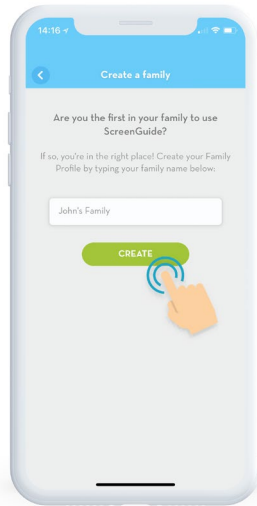 14:16
Create a family
Are you the first in your family to use
ScreenGuide?
If so, you're in the right place! Create your Family
Profile by typing your family name below:
John's Family
CREATE